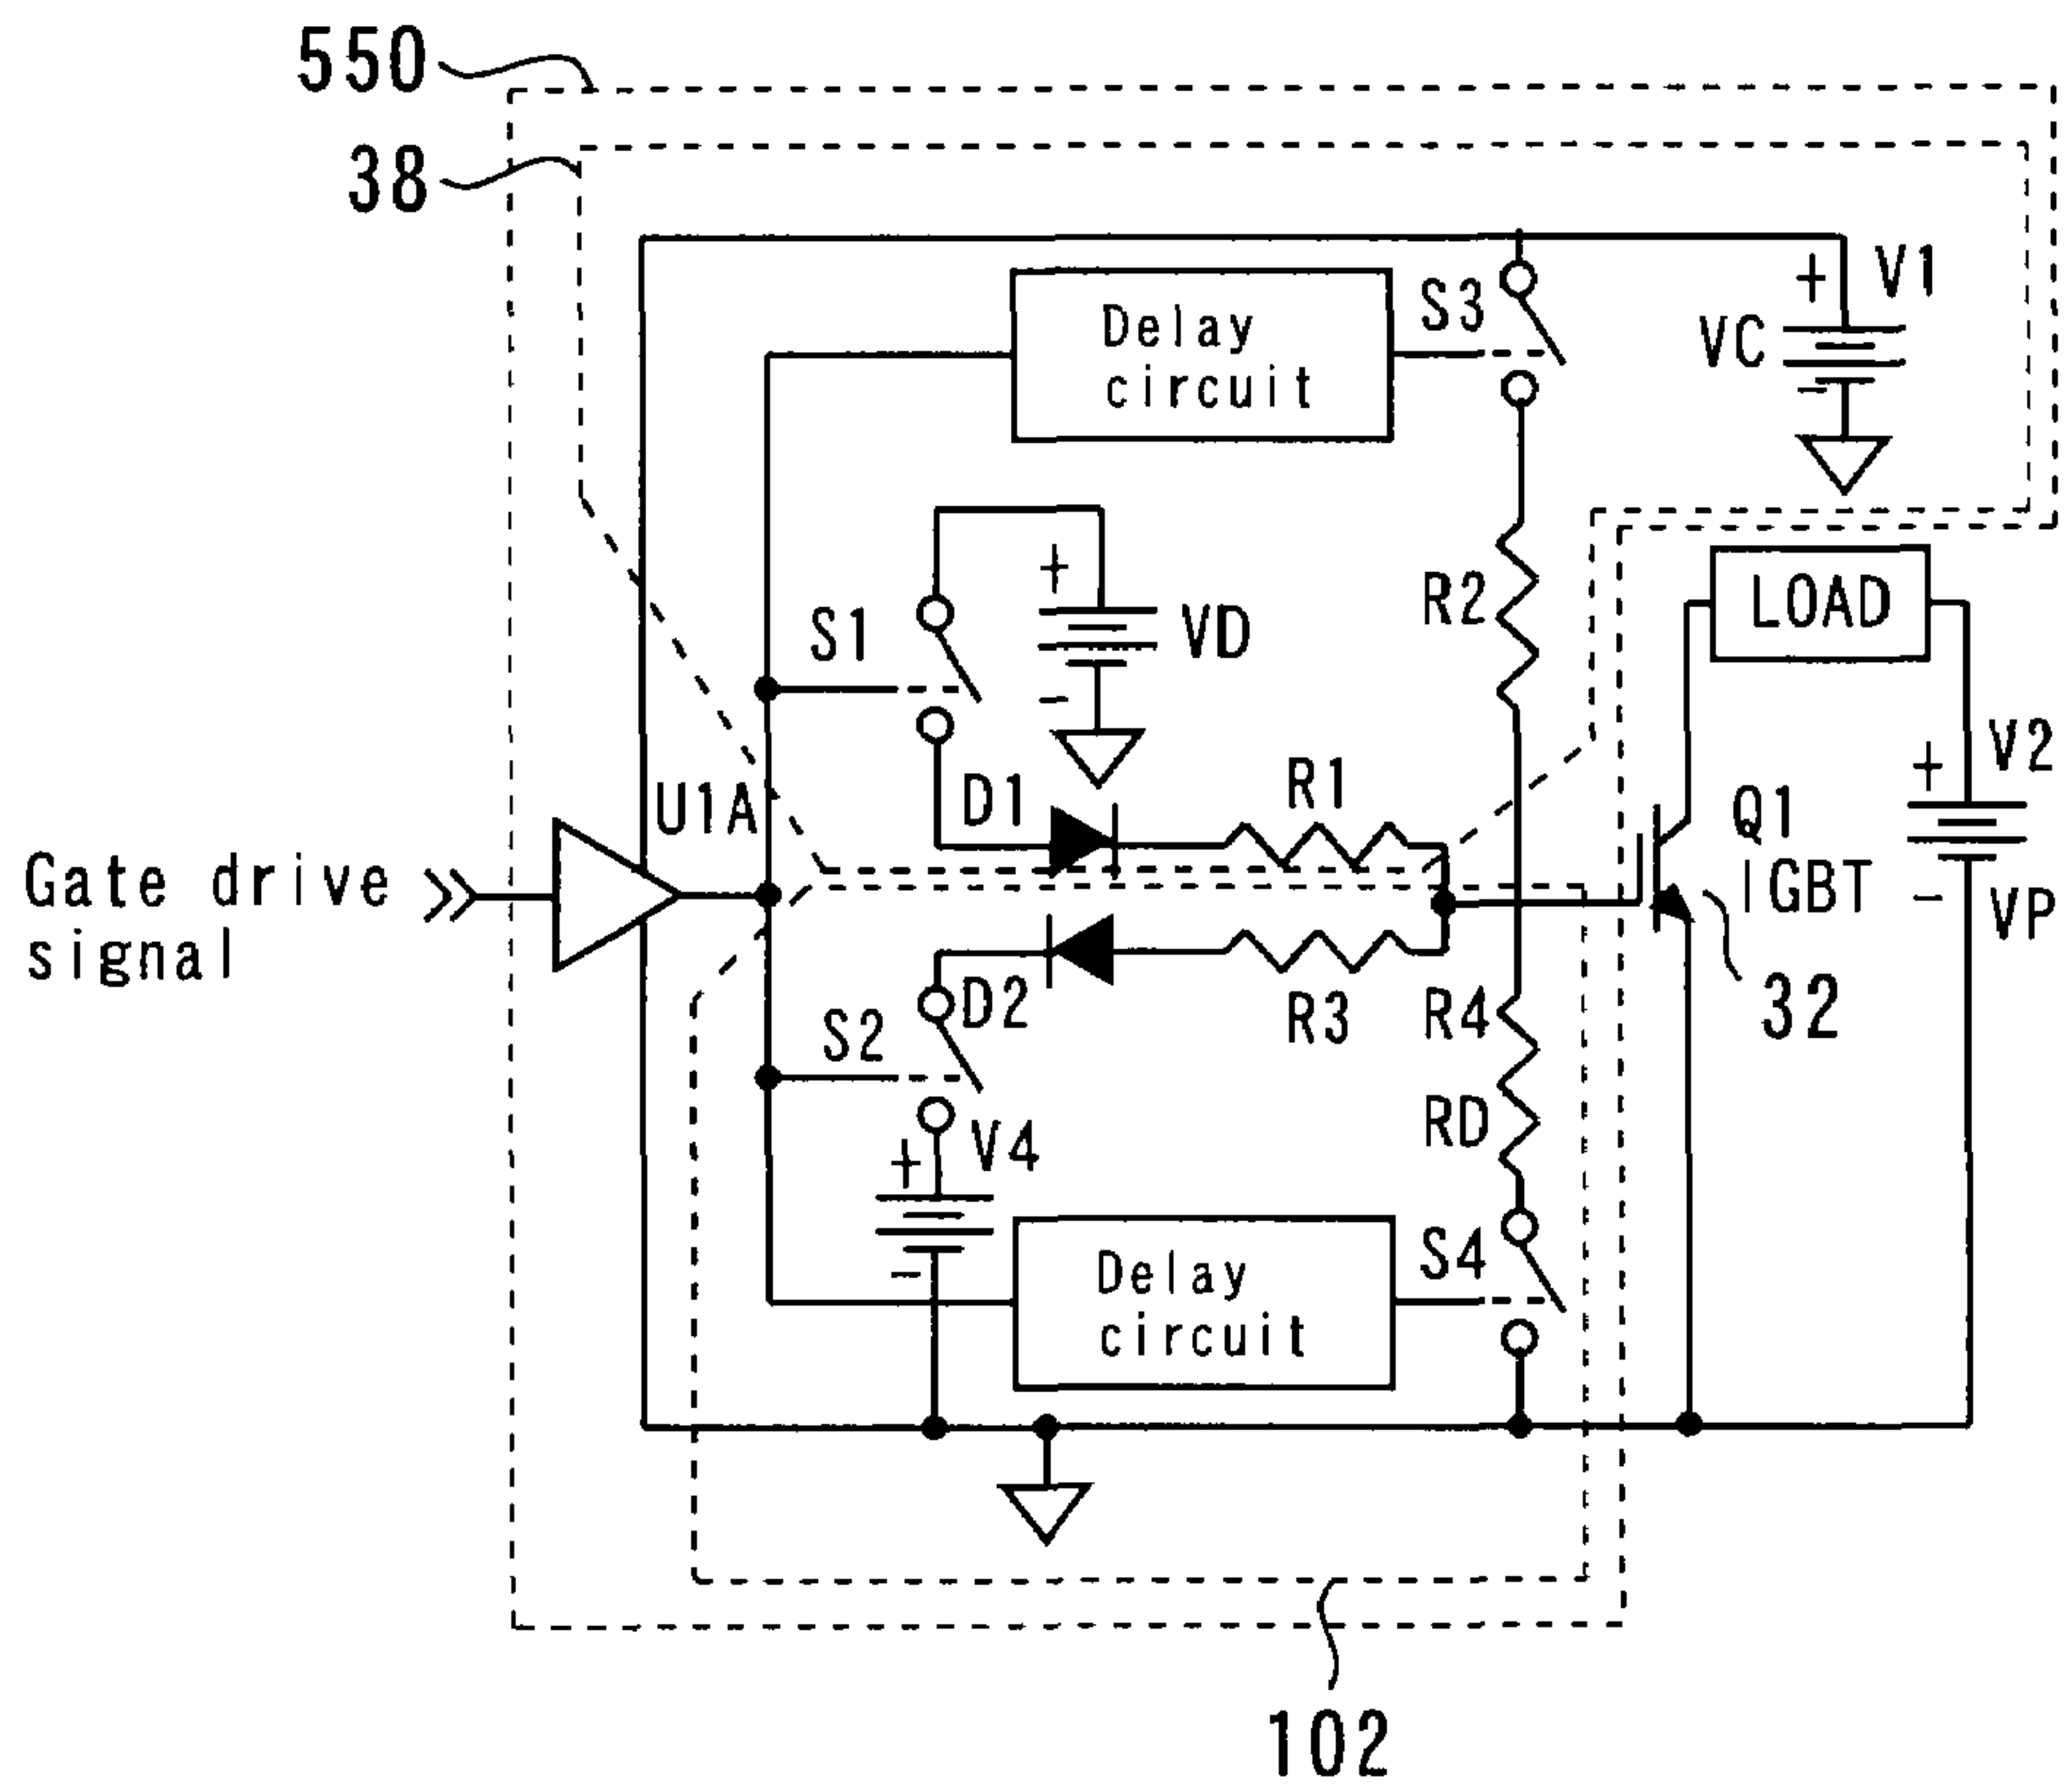 550
38
V1
+
S3
Delay
circuit
VC
-
+
R2
LOAD
S1
VD
-
V2
+
D1
R1
U1A
Q1
IGBT
Gate drive
signal
-
VP
D2
R3
R4
32
S2
RD
V4
+
S4
Delay
circuit
-
102